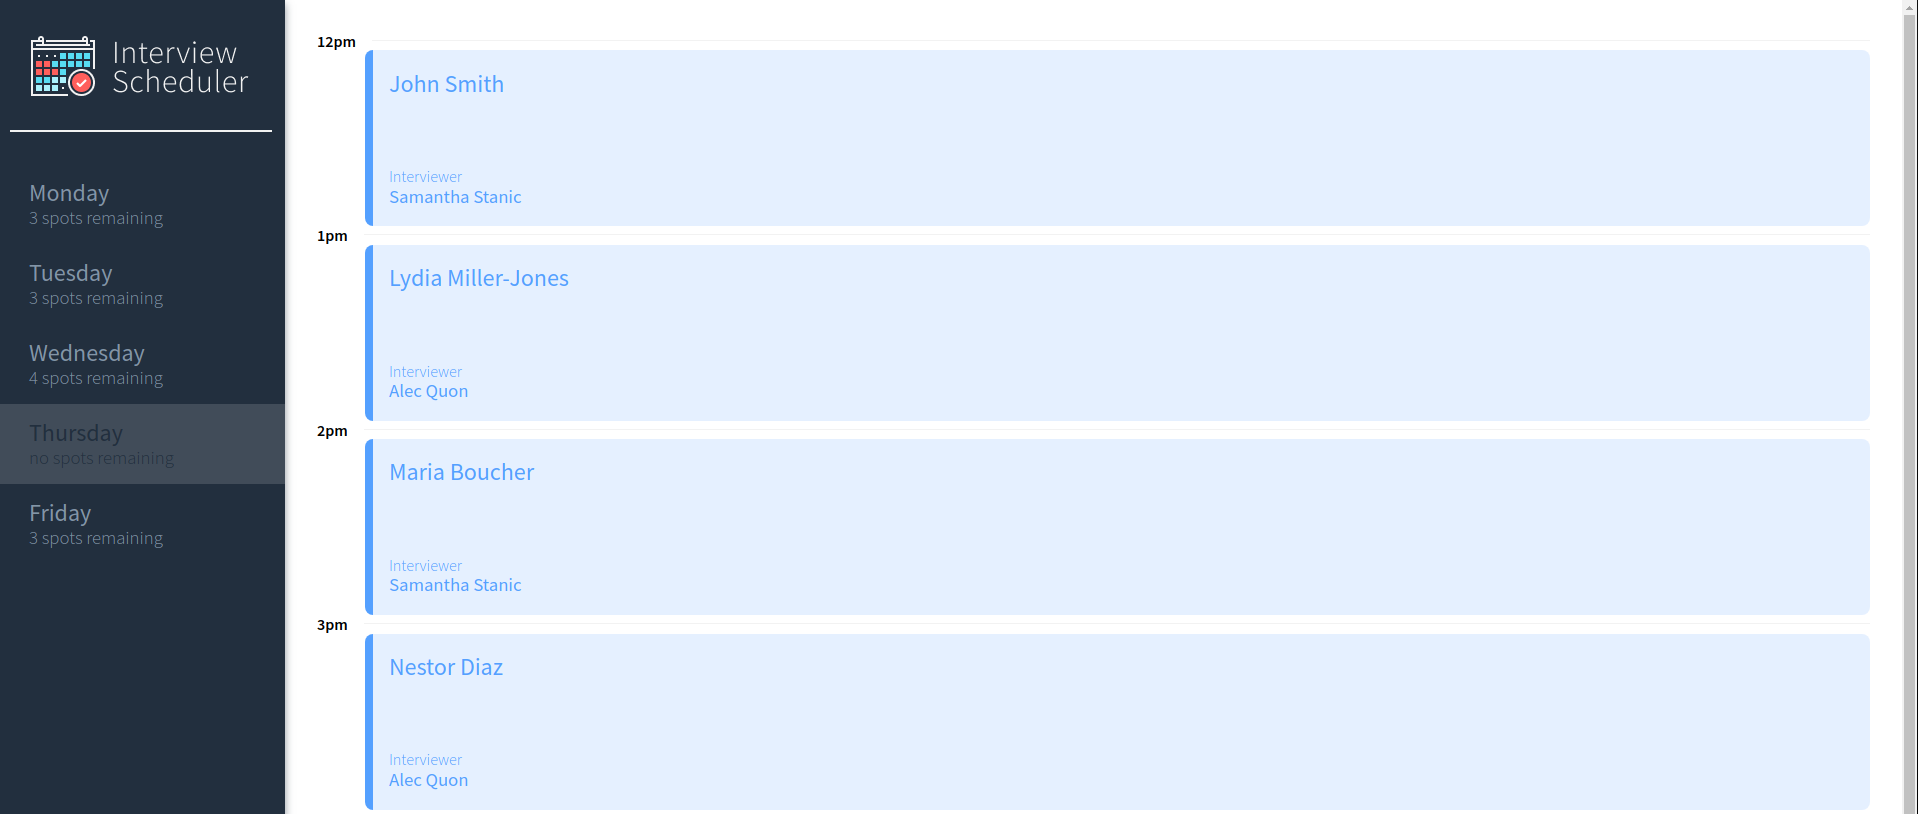 Interview
Scheduler
Monday
3 spots remaining
Tuesday
3 spots remaining
Wednesday
4 spots remaining
Thursday
no spots remaining
Friday
3 spots remaining
12pm
John Smith
Interviewer
Samantha Stanic
1pm
Lydia Miller-Jones
Interviewer
Alec Quon
2pm
Maria Boucher
Interviewer
Samantha Stanic
3pm
Nestor Diaz
Interviewer
Alec Quon